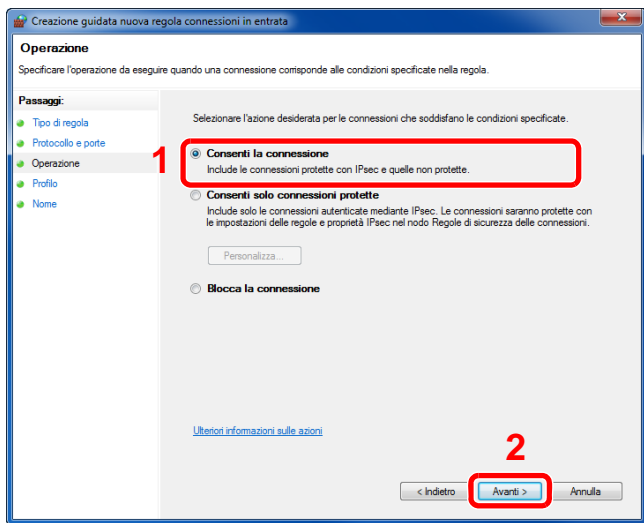 Creazione guidata nuova regola connessioni in entrata
Operazione
Specificare l'operazione da eseguire quando una connessione corrisponde alle condizioni specificate nella regola.
Passaggi:
Tipo di regola
Protocollo e porte
Operazione
Profilo
Nome
Selezionare l'azione desiderata per le connessioni che soddisfano le condizioni specificate.
1
Consenti la connessione
Include le connessioni protette con IPsec e quelle non protette.
Consenti solo connessioni protette
Include solo le connessioni autenticate mediante IPsec. Le connessioni saranno protette con
le impostazioni delle regole e proprietà IPsec nel nodo Regole di sicurezza delle connessioni.
Personalizza...
Blocca la connessione
Ulteriori informazioni sulle azioni
2
< Indietro
Avanti >
Annulla